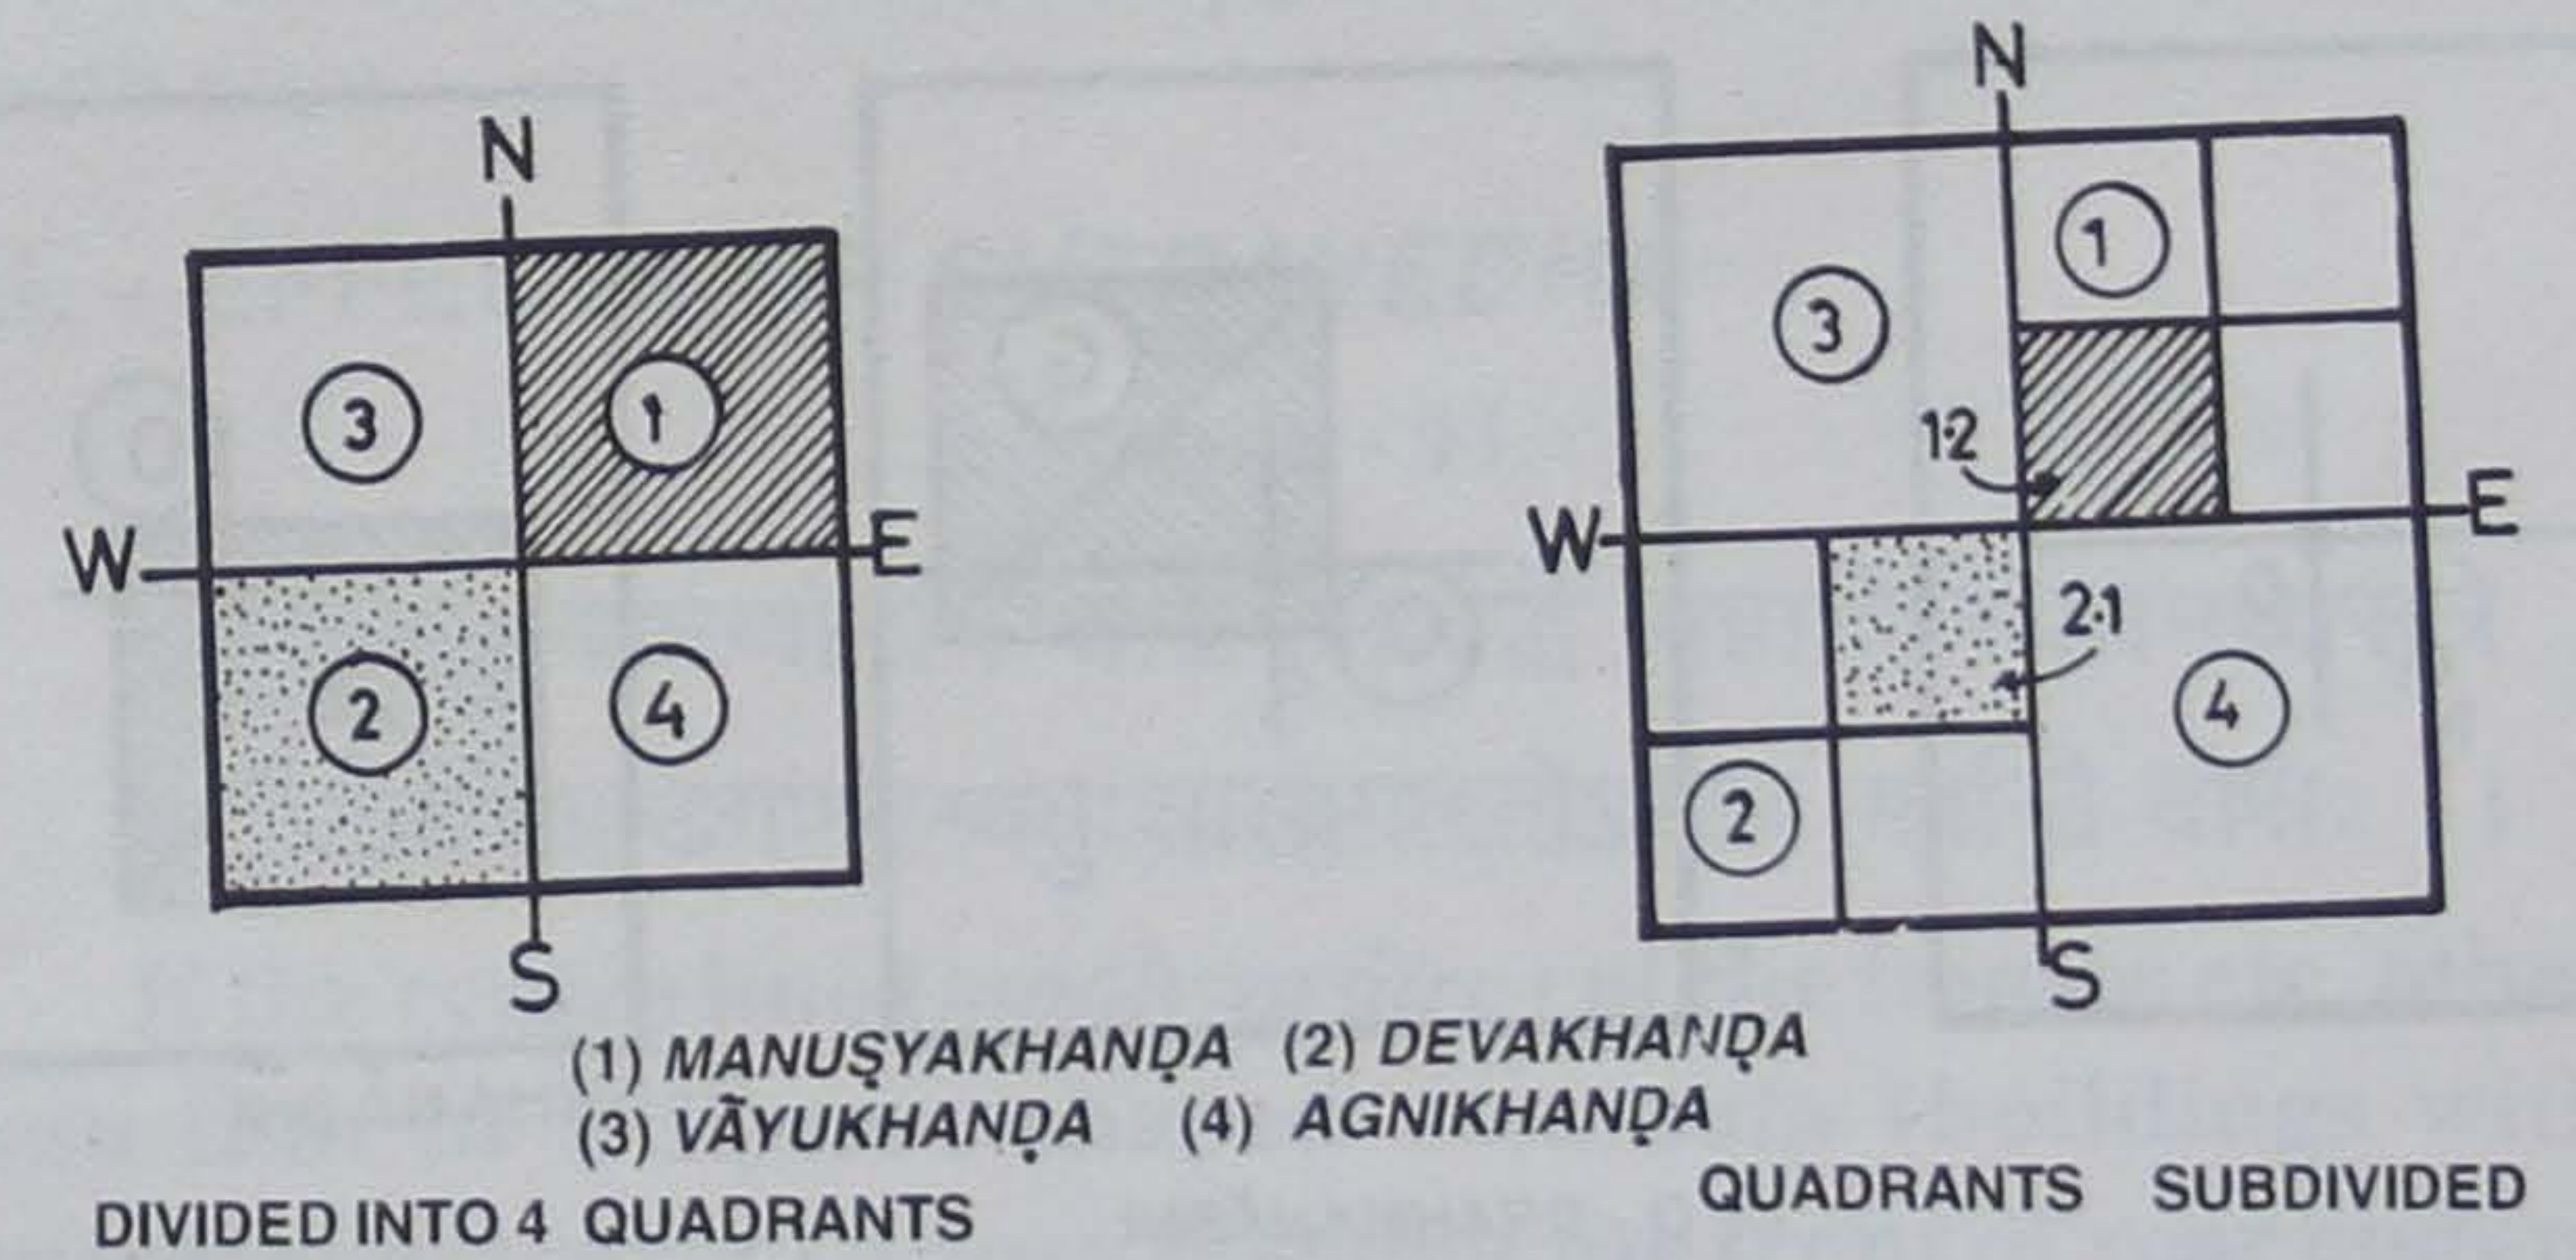 N
3
1
W
E
2
4
S
N
1
3
1·2
W
E
2·1
4
2
S
(1) MANUṢYAKHANḌA (2) DEVAKHANḌA
(3) VĀYUKHANḌA (4) AGNIKHANḌA
DIVIDED INTO 4 QUADRANTS
QUADRANTS SUBDIVIDED